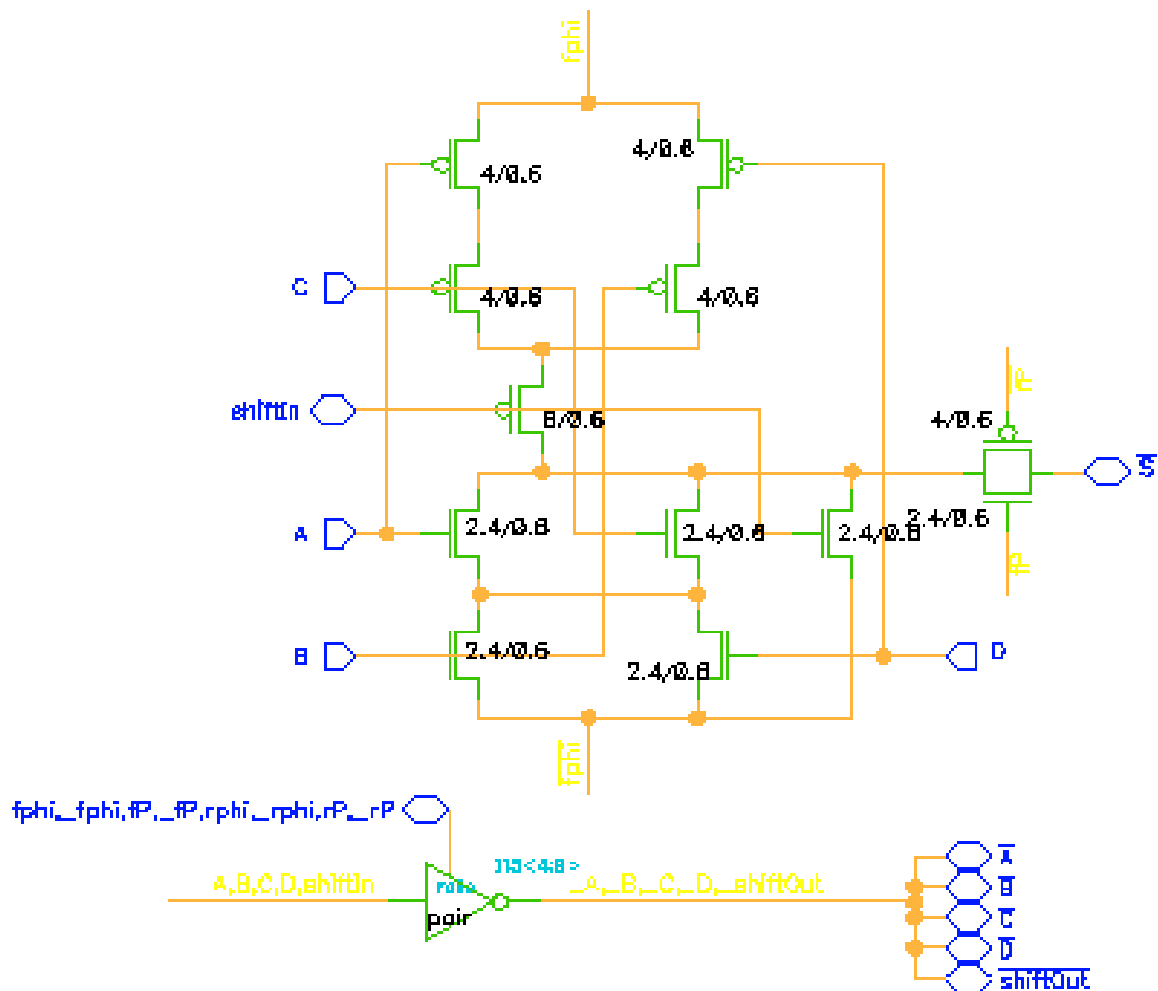 fphi
4/0.6
4/0.6
C
4/0.6
4/0.6
shiftIn
8/0.6
4/0.6
S
A
2.4/0.6
2.4/0.6
2.4/0.6
2.4/0.6
fP
B
2.4/0.6
2.4/0.6
D
fphi
fphi,_fphi,fP,_fP,rphi,_rphi,rP,_rP
A,B,C,D,shiftIn
_A,_B,_C,_D,_shiftOut
pair
A
B
C
D
shiftOut